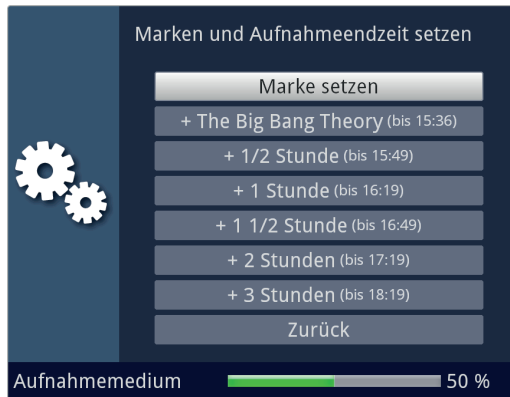 Marken und Aufnahmeendzeit setzen
Marke setzen
+ The Big Bang Theory (bis 15:36)
+ 1/2 Stunde (bis 15:49)
+ 1 Stunde (bis 16:19)
+ 1 1/2 Stunde (bis 16:49)
+ 2 Stunden (bis 17:19)
+ 3 Stunden (bis 18:19)
Zurück
Aufnahmemedium 50 %